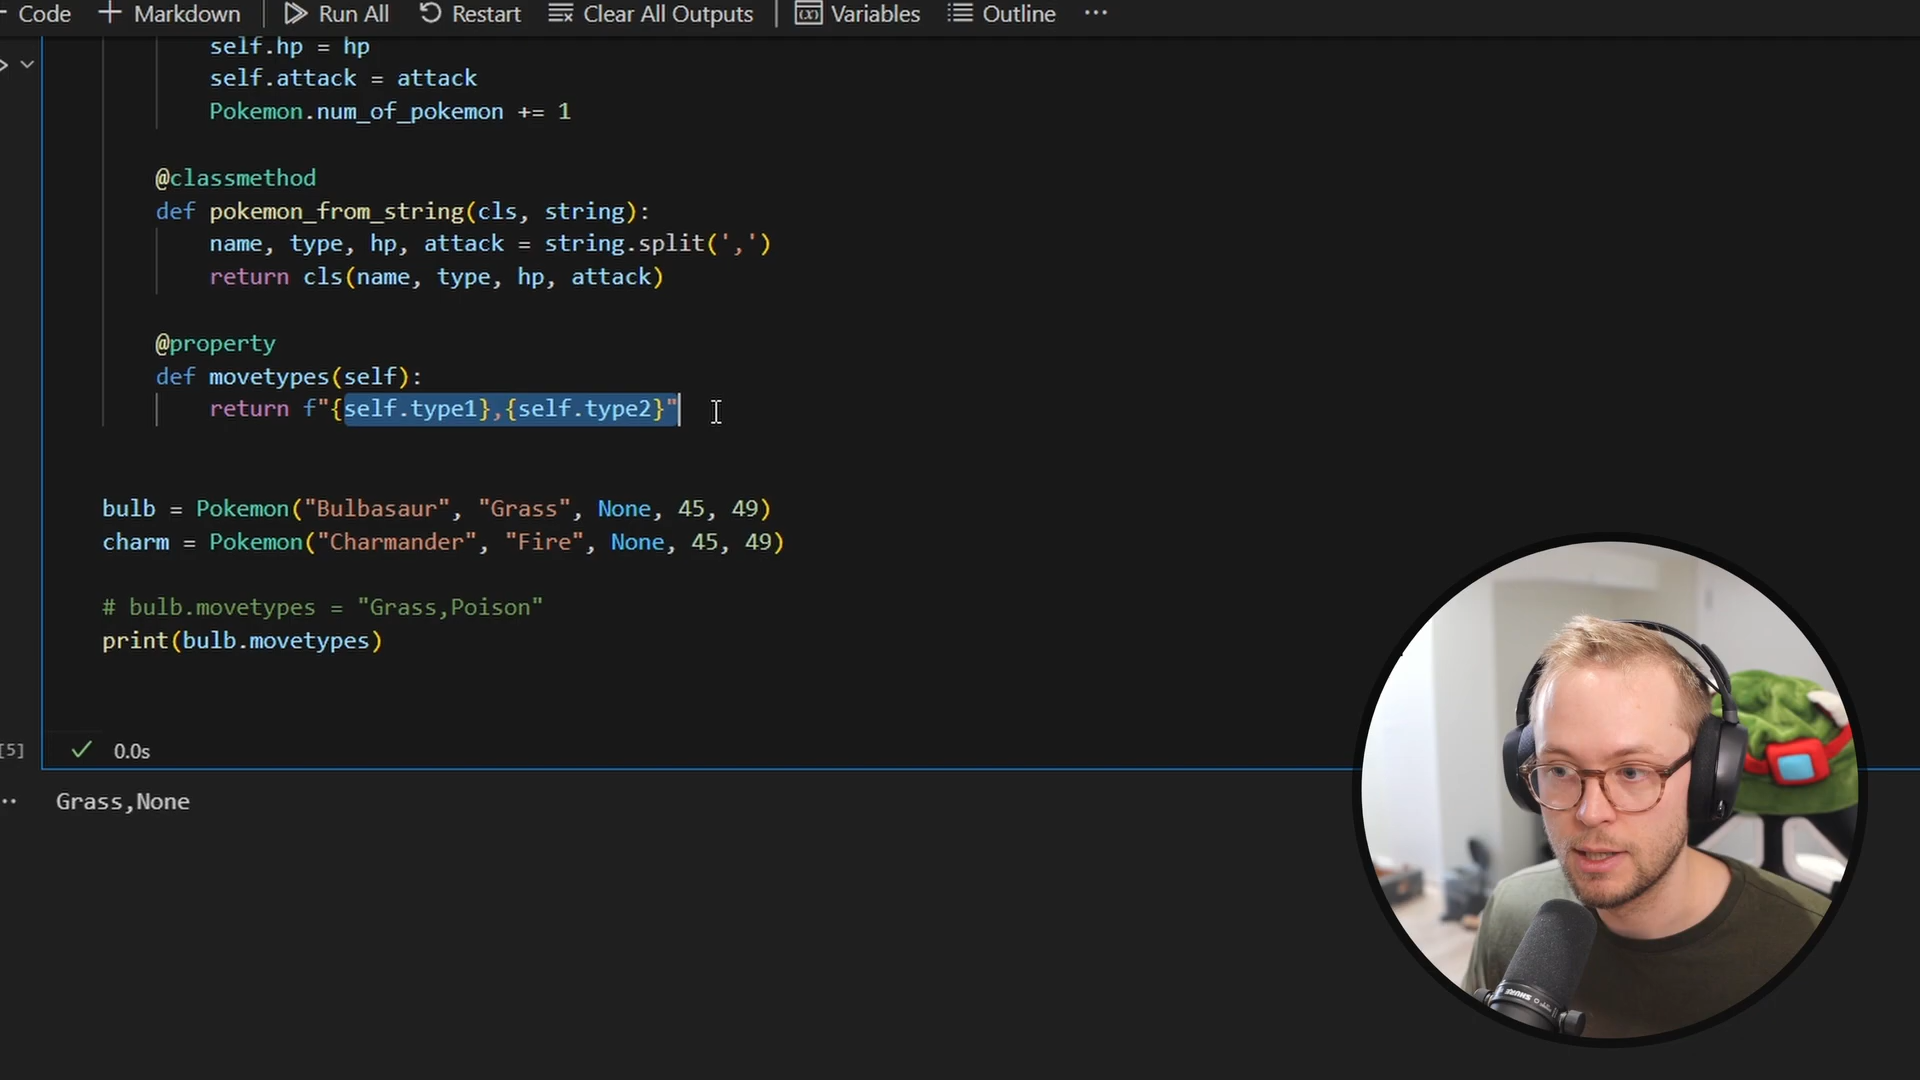 Code
Markdown
Run All
Restart
Clear All Outputs
Variables
Outline
self.hp = hp
self.attack = attack
Pokemon.num_of_pokemon += 1
@classmethod
def pokemon_from_string(cls, string):
name, type, hp, attack = string.split(',')
return cls(name, type, hp, attack)
@property
def movetypes(self):
return f"{self.type1},{self.type2}"
bulb = Pokemon("Bulbasaur", "Grass", None, 45, 49)
charm = Pokemon("Charmander", "Fire", None, 45, 49)
# bulb.movetypes = "Grass,Poison"
print(bulb.movetypes)
[5]
0.0s
Grass,None
SHURE